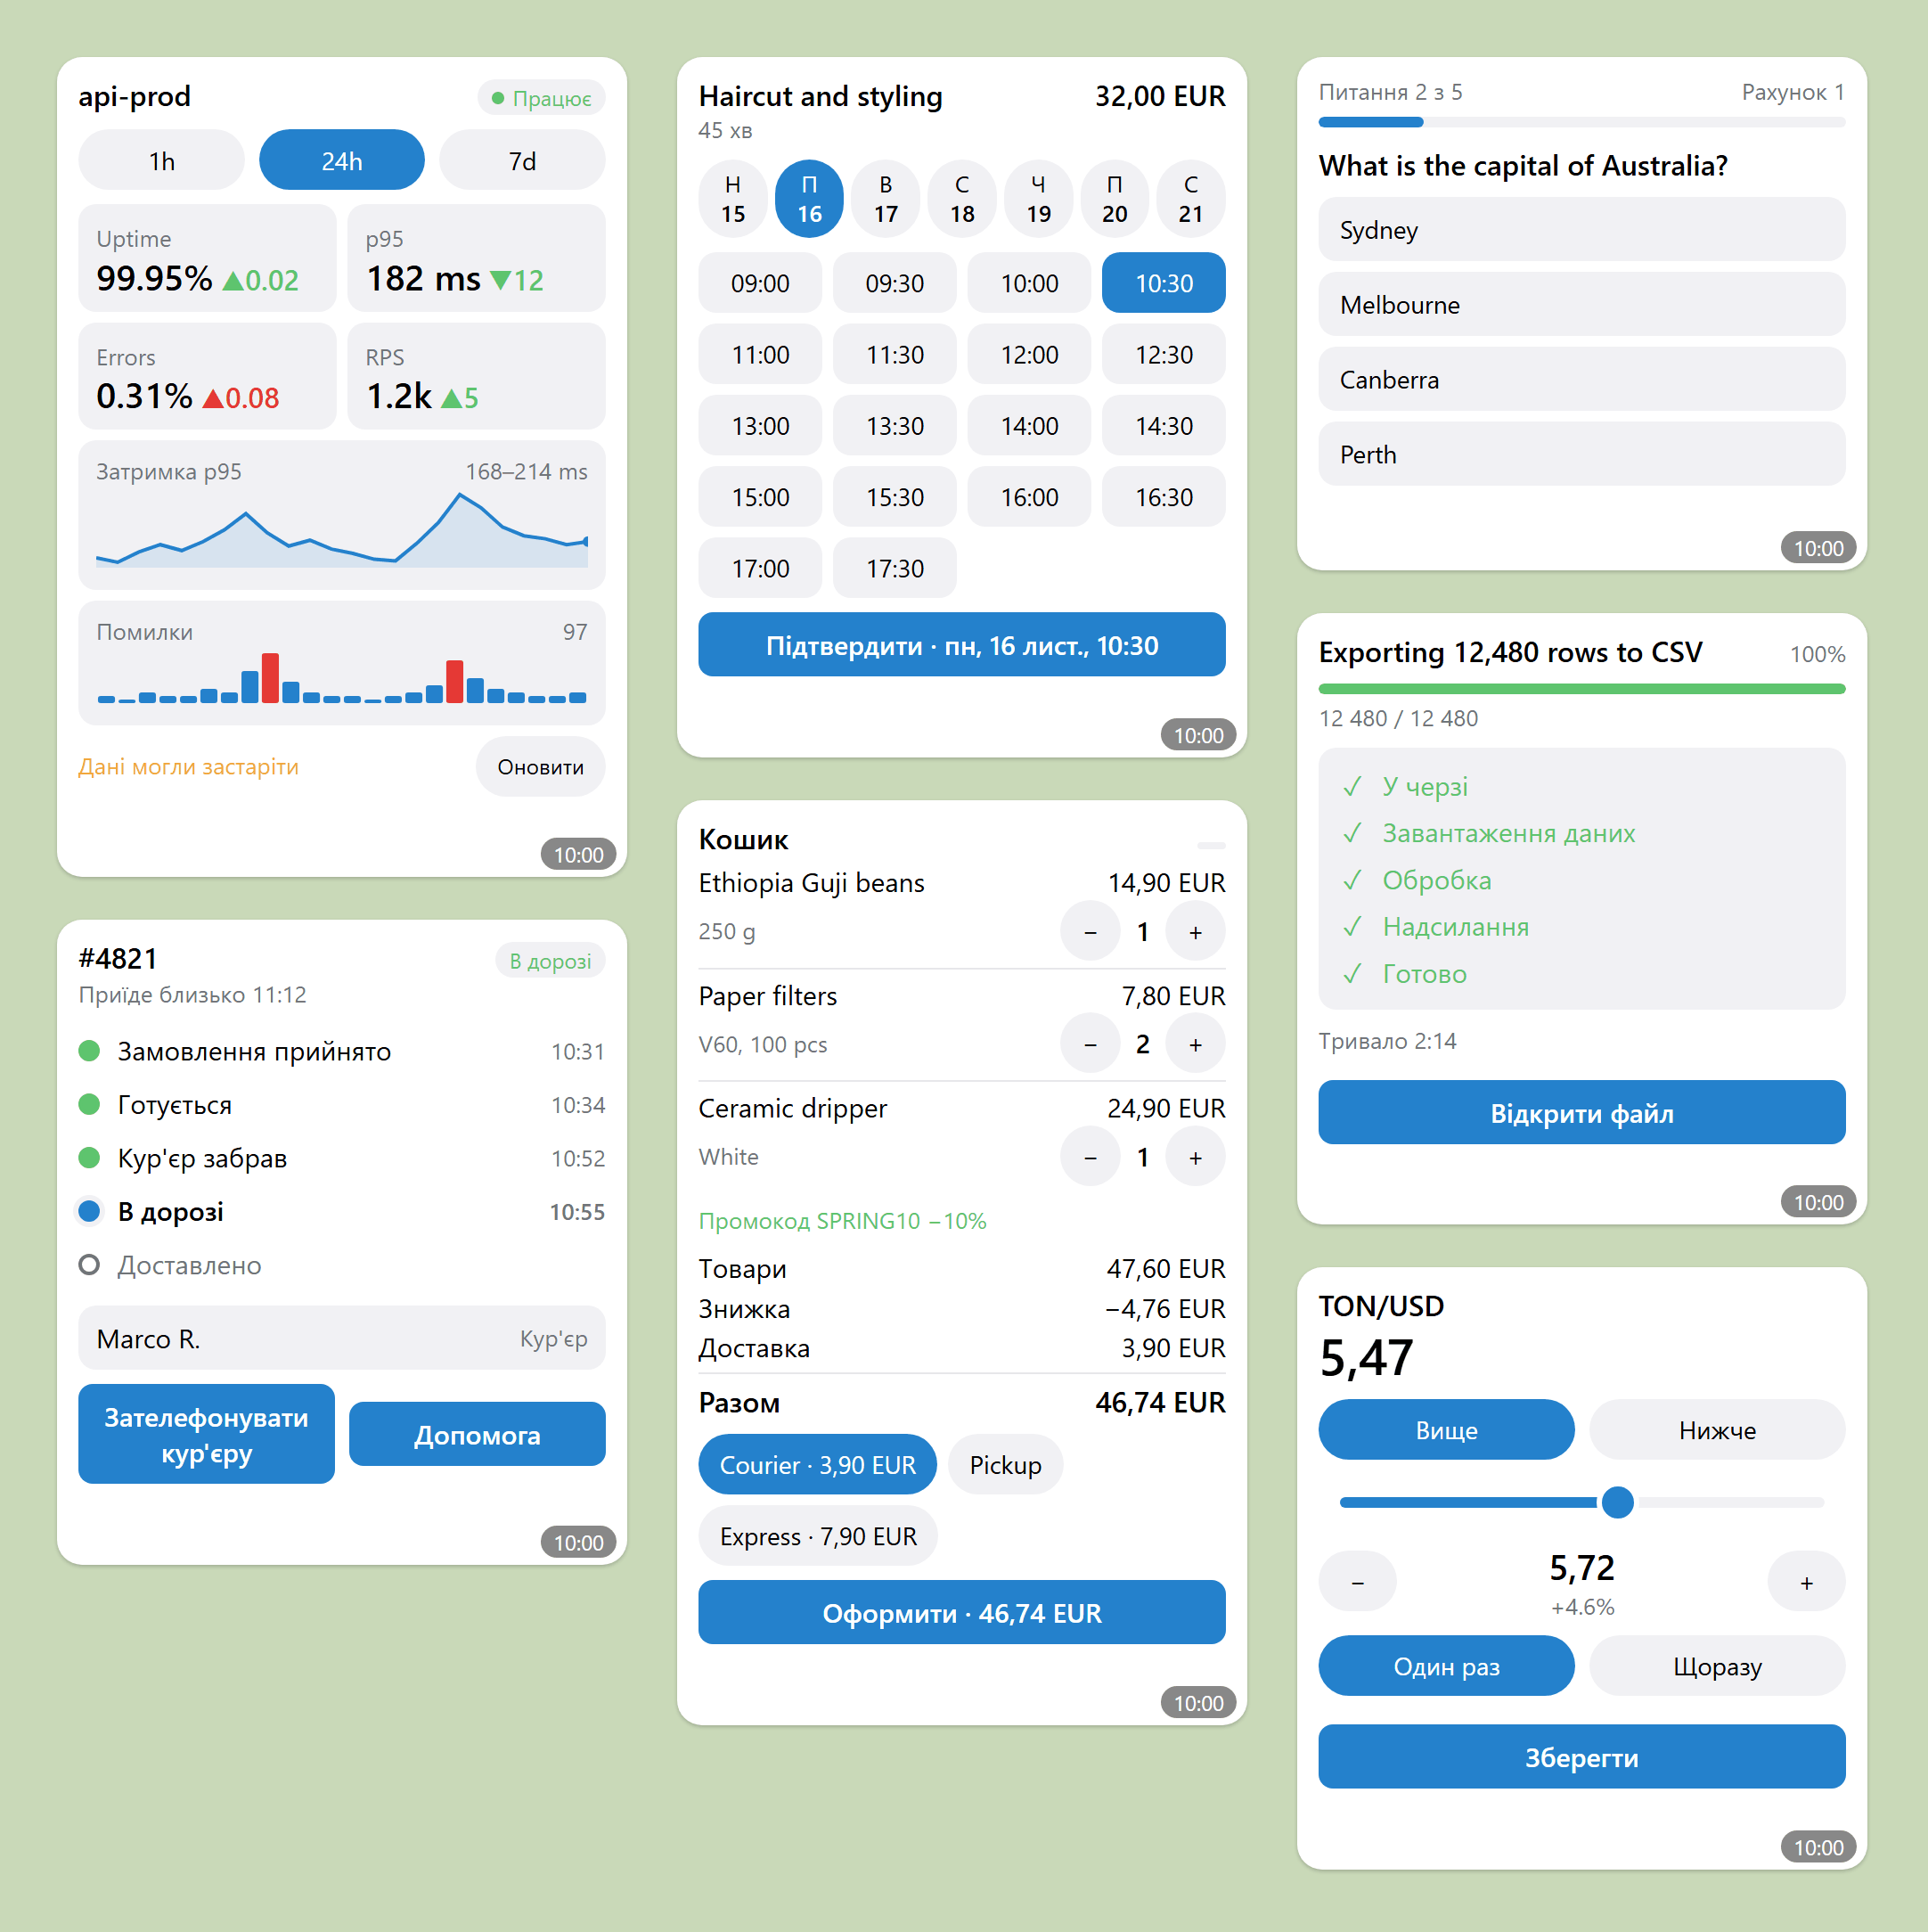 api-prod
Працює
1h
24h
7d
Uptime
99.95% ▲0.02
p95
182 ms ▼12
Errors
0.31% ▲0.08
RPS
1.2k ▲5
Затримка p95
168–214 ms
Помилки
97
Дані могли застаріти
Оновити
10:00
#4821
В дорозі
Приїде близько 11:12
Замовлення прийнято
10:31
Готується
10:34
Кур'єр забрав
10:52
В дорозі
10:55
Доставлено
Marco R.
Кур'єр
Зателефонувати
кур'єру
Допомога
10:00
Haircut and styling
32,00 EUR
45 хв
Н
15
П
16
В
17
С
18
Ч
19
П
20
С
21
09:00
09:30
10:00
10:30
11:00
11:30
12:00
12:30
13:00
13:30
14:00
14:30
15:00
15:30
16:00
16:30
17:00
17:30
Підтвердити · пн, 16 лист., 10:30
10:00
Кошик
Ethiopia Guji beans
14,90 EUR
250 g
− 1 +
Paper filters
7,80 EUR
V60, 100 pcs
− 2 +
Ceramic dripper
24,90 EUR
White
− 1 +
Промокод SPRING10 −10%
Товари
47,60 EUR
Знижка
−4,76 EUR
Доставка
3,90 EUR
Разом
46,74 EUR
Courier · 3,90 EUR
Pickup
Express · 7,90 EUR
Оформити · 46,74 EUR
10:00
Питання 2 з 5
Рахунок 1
What is the capital of Australia?
Sydney
Melbourne
Canberra
Perth
10:00
Exporting 12,480 rows to CSV
100%
12 480 / 12 480
✓ У черзі
✓ Завантаження даних
✓ Обробка
✓ Надсилання
✓ Готово
Тривало 2:14
Відкрити файл
10:00
TON/USD
5,47
Вище
Нижче
− 5,72 +
+4.6%
Один раз
Щоразу
Зберегти
10:00